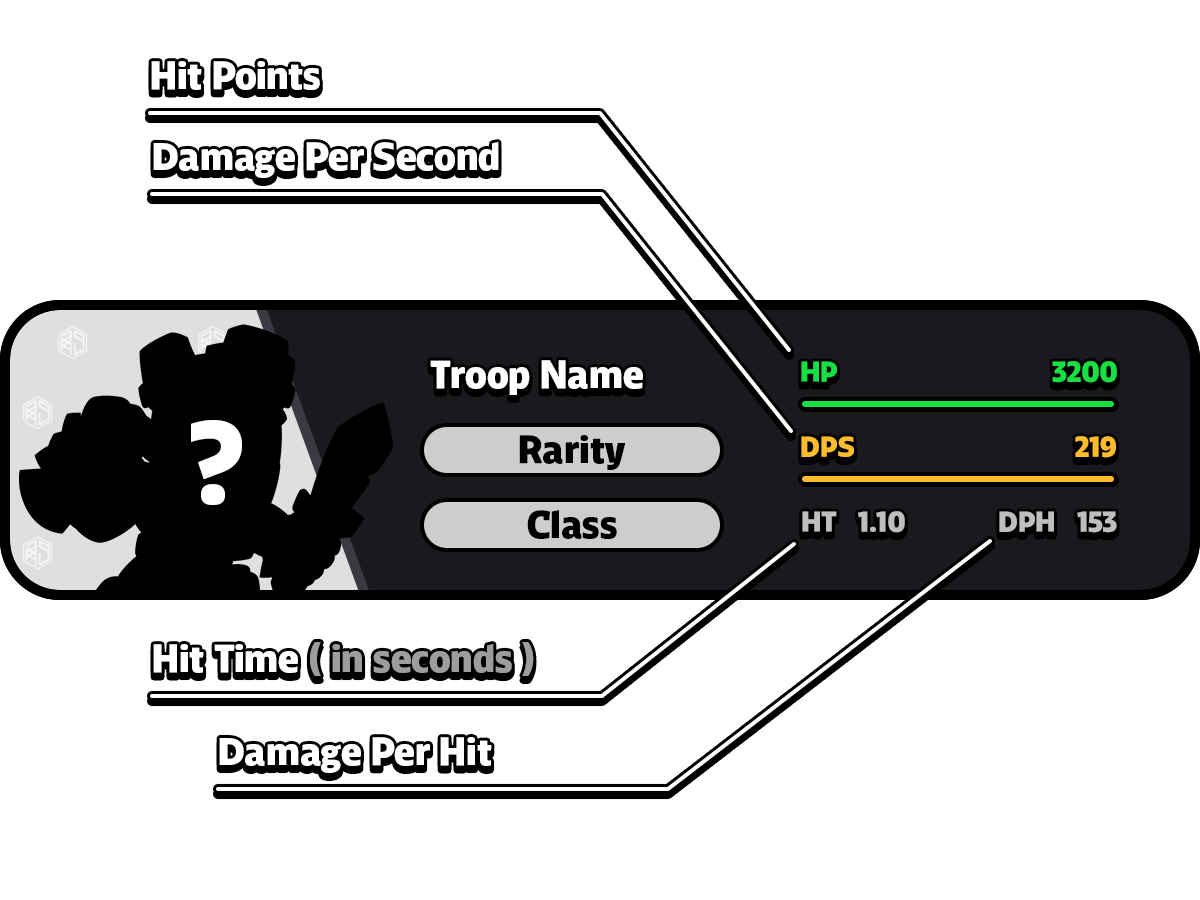 Hit Points
Damage Per Second
?
Troop Name
Rarity
Class
HP 3200
DPS 219
HT 1.10 DPH 153
Hit Time ( in seconds )
Damage Per Hit